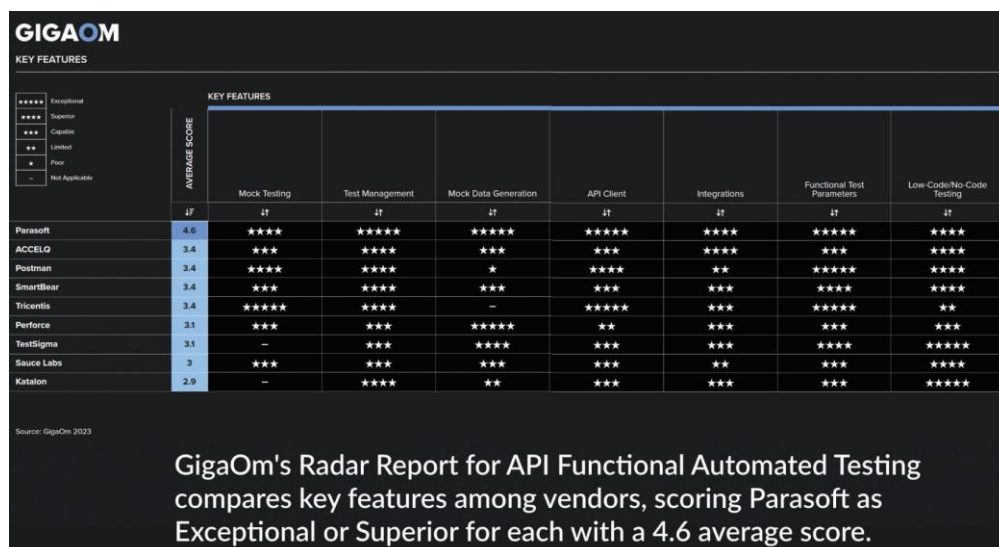 GIGAOM
KEY FEATURES
★★★★★ Exceptional
★★★★ Superior
★★★ Capable
★★ Limited
★ Poor
– Not Applicable
KEY FEATURES
AVERAGE SCORE
Mock Testing Test Management Mock Data Generation API Client Integrations Functional Test Parameters Low-Code/No-Code Testing
Parasoft 4.6 ★★★★ ★★★★★ ★★★★★ ★★★★★ ★★★★ ★★★★★ ★★★★
ACCELQ 3.4 ★★★ ★★★★ ★★★ ★★★ ★★★★ ★★★ ★★★★
Postman 3.4 ★★★★ ★★★★ ★ ★★★★ ★★ ★★★★★ ★★★★
SmartBear 3.4 ★★★ ★★★★ ★★★ ★★★ ★★★ ★★★★ ★★★★
Tricentis 3.4 ★★★★★ ★★★★ – ★★★★★ ★★★ ★★★★★ ★★
Perforce 3.1 ★★★ ★★★ ★★★★★ ★★ ★★★ ★★★ ★★★
TestSigma 3.1 – ★★★ ★★★★ ★★★ ★★★ ★★★★ ★★★★★
Sauce Labs 3 ★★★ ★★★ ★★★ ★★★ ★★ ★★★ ★★★★
Katalon 2.9 – ★★★★ ★★ ★★★ ★★★ ★★★ ★★★★★
Source: GigaOm 2023
GigaOm's Radar Report for API Functional Automated Testing
compares key features among vendors, scoring Parasoft as
Exceptional or Superior for each with a 4.6 average score.